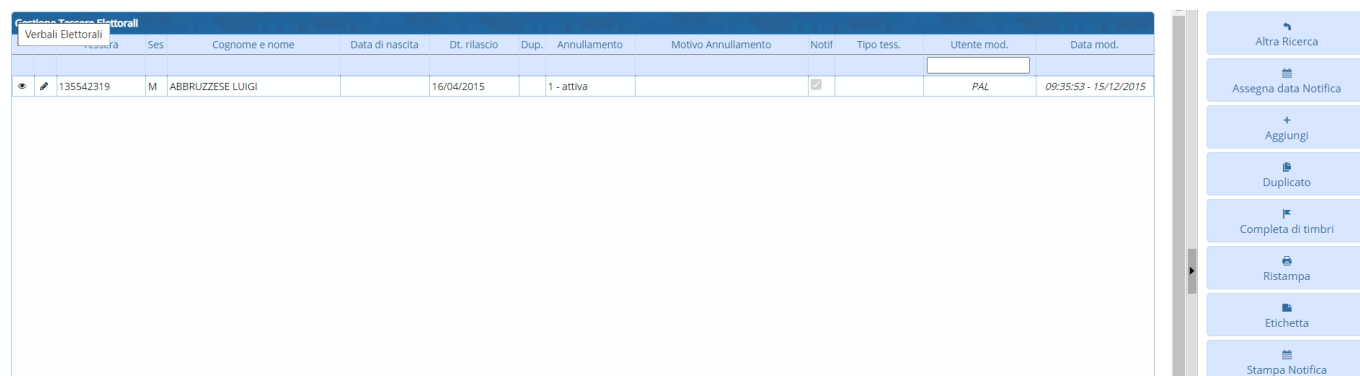 Gestione Tessere Elettorali
Verbali Elettorali
Tessera Ses Cognome e nome Data di nascita Dt. rilascio Dup. Annullamento Motivo Annullamento Notif Tipo tess. Utente mod. Data mod.
135542319 M ABBRUZZESE LUIGI 16/04/2015 1 - attiva PAL 09:35:53 - 15/12/2015
Altra Ricerca
Assegna data Notifica
Aggiungi
Duplicato
Completa di timbri
Ristampa
Etichetta
Stampa Notifica